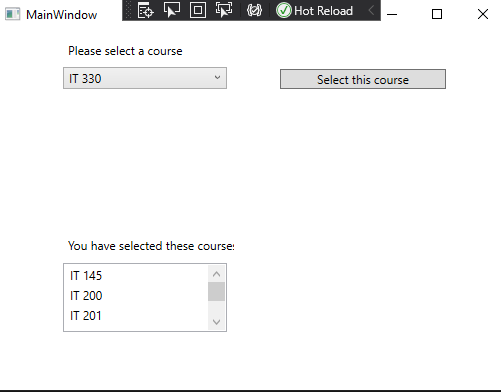 MainWindow
Hot Reload
Please select a course
IT 330
Select this course
You have selected these course
IT 145
IT 200
IT 201